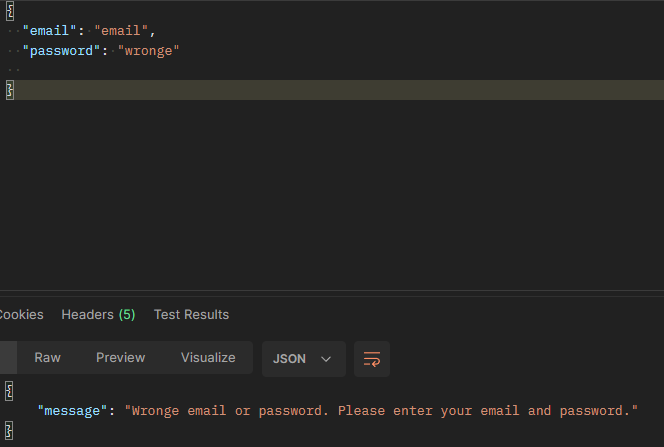 {
"email": "email",
"password": "wronge"
}
Cookies Headers (5) Test Results
Raw Preview Visualize JSON
{
"message": "Wronge email or password. Please enter your email and password."
}